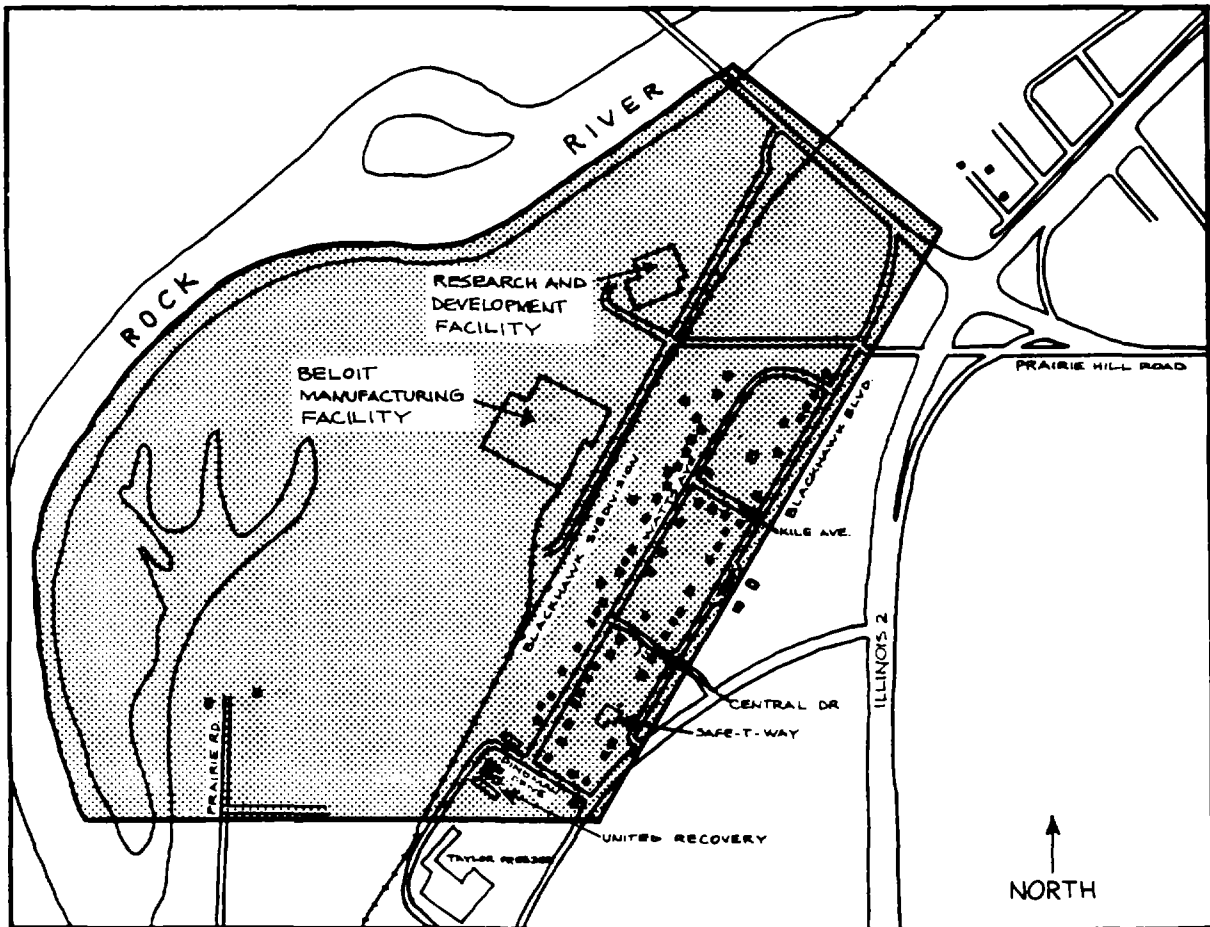 ROCK RIVER
RESEARCH AND
DEVELOPMENT
FACILITY
BELOIT
MANUFACTURING
FACILITY
PRAIRIE HILL ROAD
BLACKHAWK BLVD.
BLACKHAWK SUBDIVISION
KILE AVE.
ILLINOIS 2
CENTRAL DR
SAFE-T-WAY
PRAIRIE RD.
UNITED RECOVERY
TAYLOR
NORTH